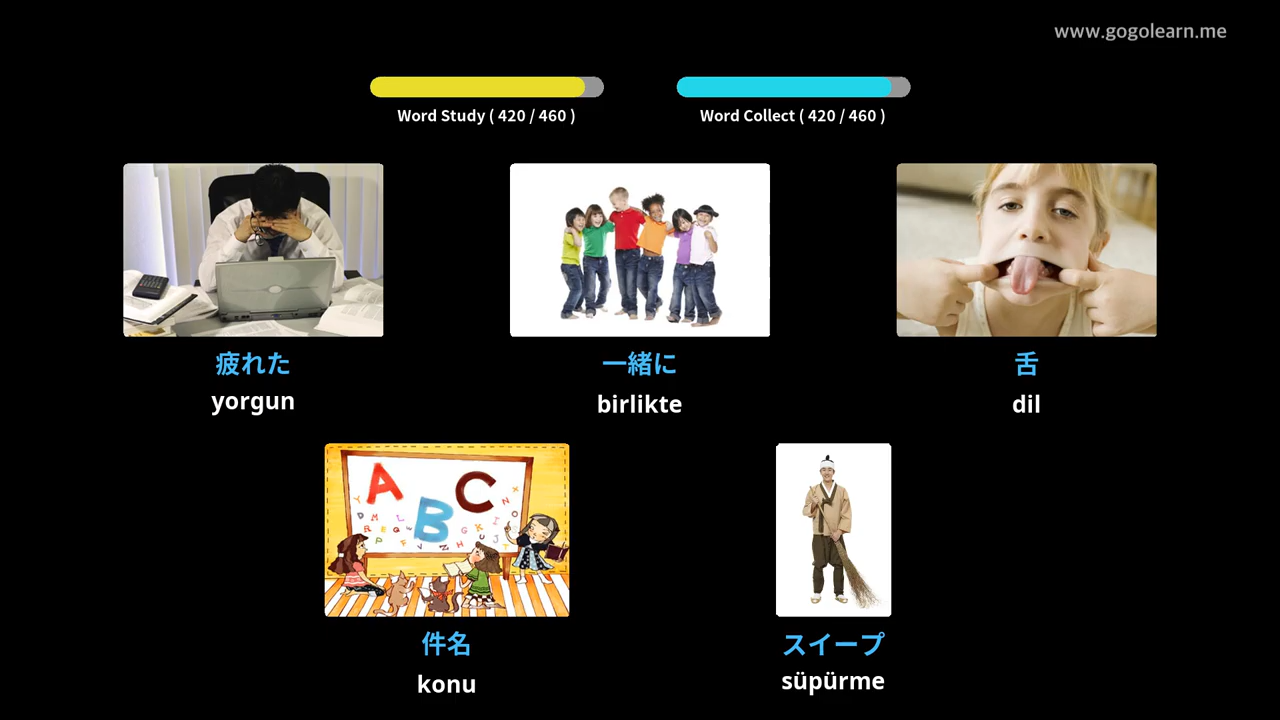 www.gogolearn.me
Word Study ( 420 / 460 )
Word Collect ( 420 / 460 )
疲れた
yorgun
一緒に
birlikte
舌
dil
A B C
件名
konu
スイープ
süpürme